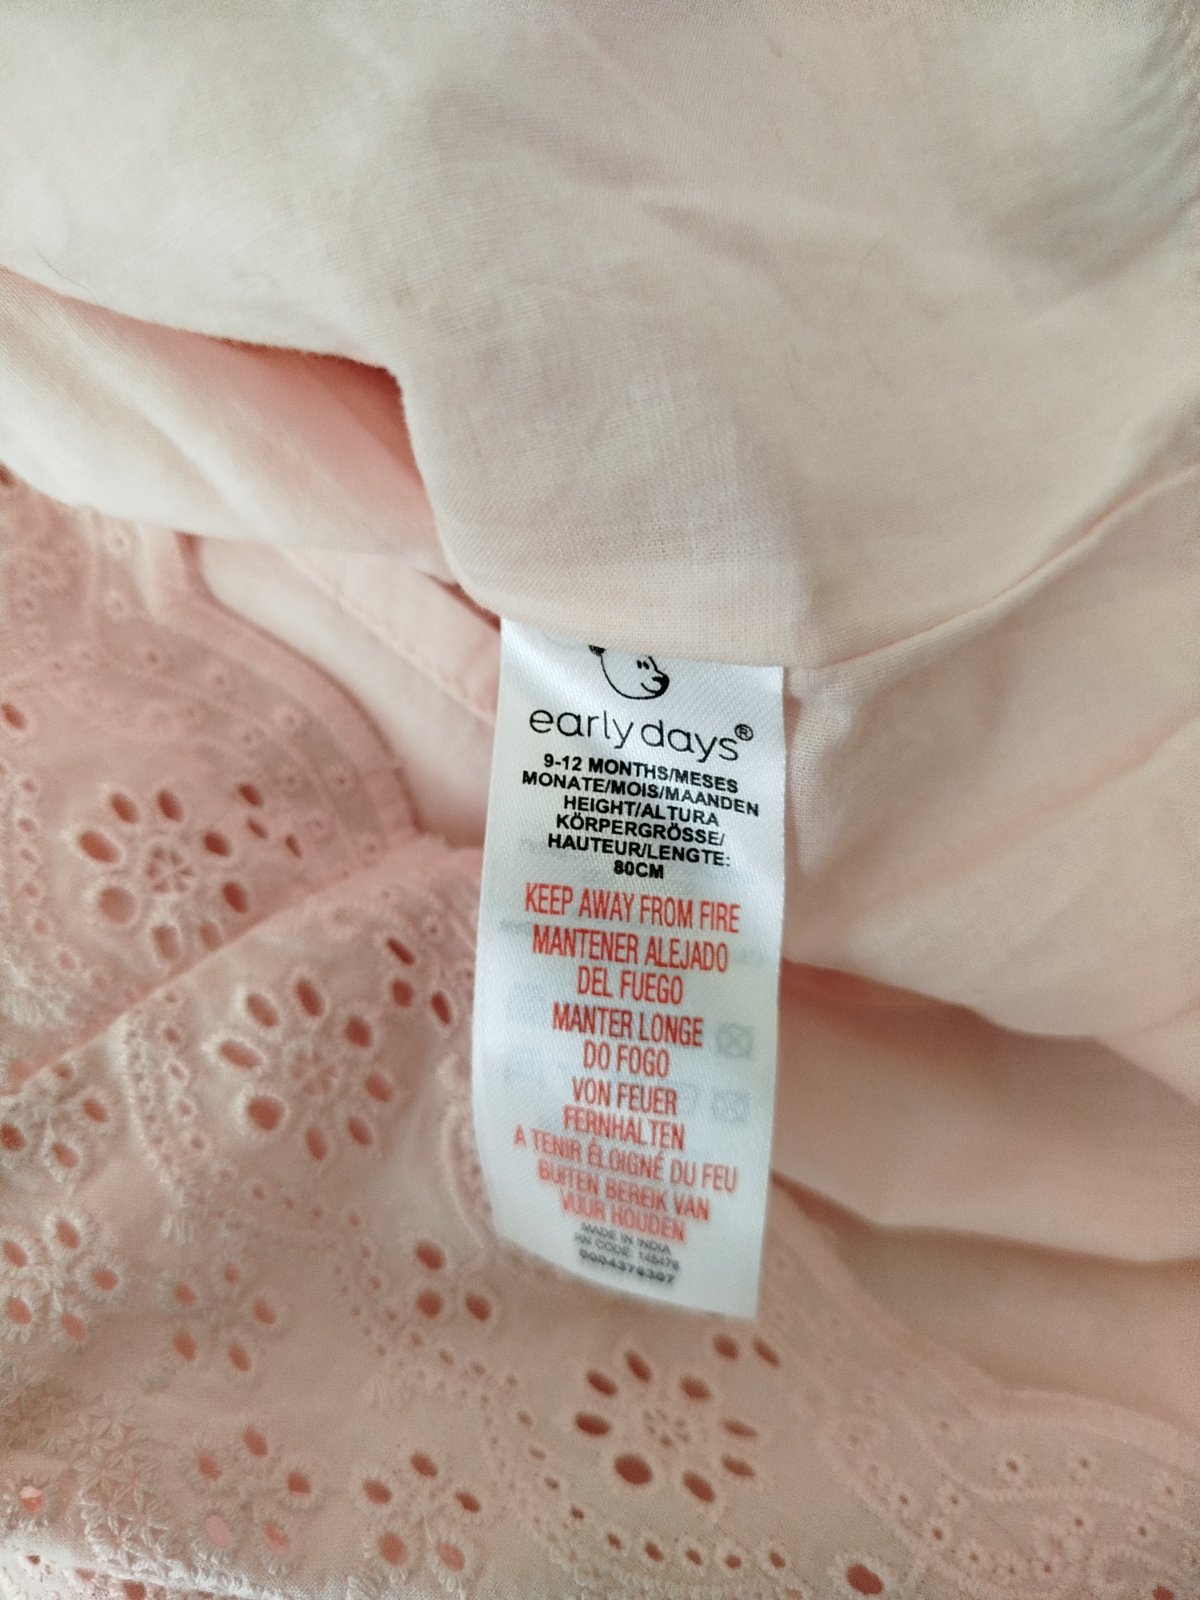 early days®
9-12 MONTHS/MESES
MONATE/MOIS/MAANDEN
HEIGHT/ALTURA
KÖRPERGRÖSSE/
HAUTEUR/LENGTE:
80CM
KEEP AWAY FROM FIRE
MANTENER ALEJADO
DEL FUEGO
MANTER LONGE
DO FOGO
VON FEUER
FERNHALTEN
A TENIR ÉLOIGNÉ DU FEU
BUITEN BEREIK VAN
VUUR HOUDEN
MADE IN INDIA
CODE: